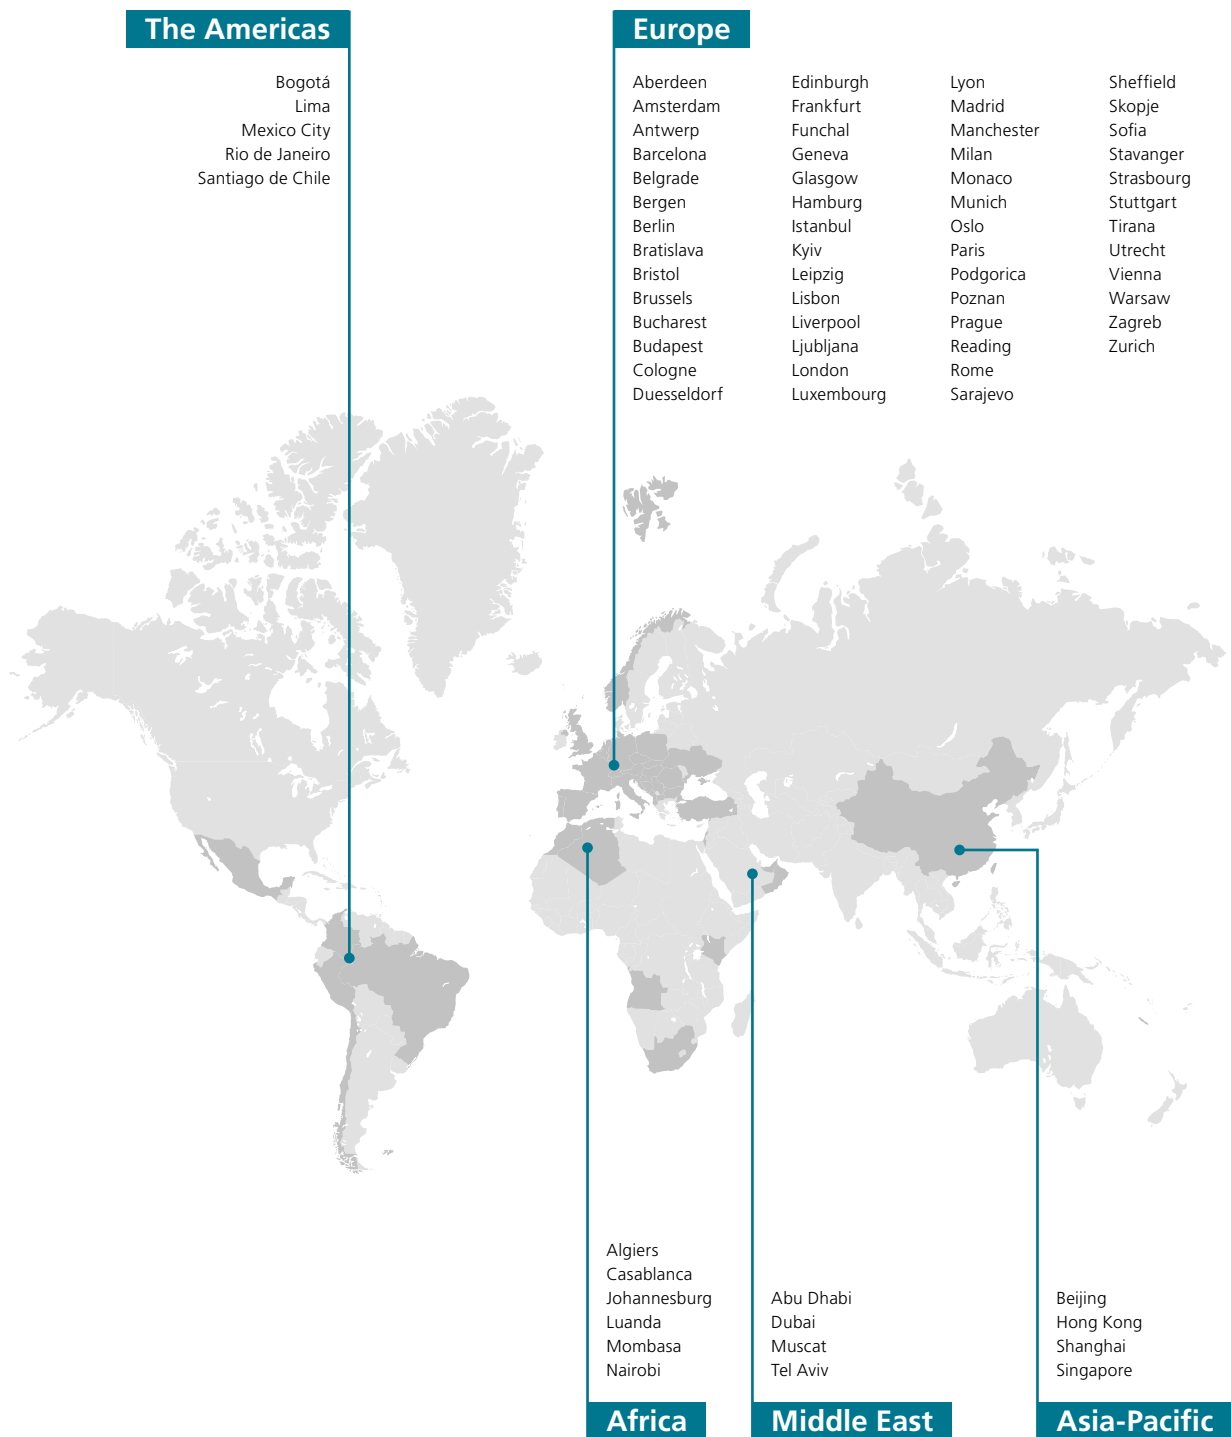 The Americas
Bogotá
Lima
Mexico City
Rio de Janeiro
Santiago de Chile
Europe
Aberdeen
Amsterdam
Antwerp
Barcelona
Belgrade
Bergen
Berlin
Bratislava
Bristol
Brussels
Bucharest
Budapest
Cologne
Duesseldorf
Edinburgh
Frankfurt
Funchal
Geneva
Glasgow
Hamburg
Istanbul
Kyiv
Leipzig
Lisbon
Liverpool
Ljubljana
London
Luxembourg
Lyon
Madrid
Manchester
Milan
Monaco
Munich
Oslo
Paris
Podgorica
Poznan
Prague
Reading
Rome
Sarajevo
Sheffield
Skopje
Sofia
Stavanger
Strasbourg
Stuttgart
Tirana
Utrecht
Vienna
Warsaw
Zagreb
Zurich
Algiers
Casablanca
Johannesburg
Luanda
Mombasa
Nairobi
Africa
Abu Dhabi
Dubai
Muscat
Tel Aviv
Middle East
Beijing
Hong Kong
Shanghai
Singapore
Asia-Pacific